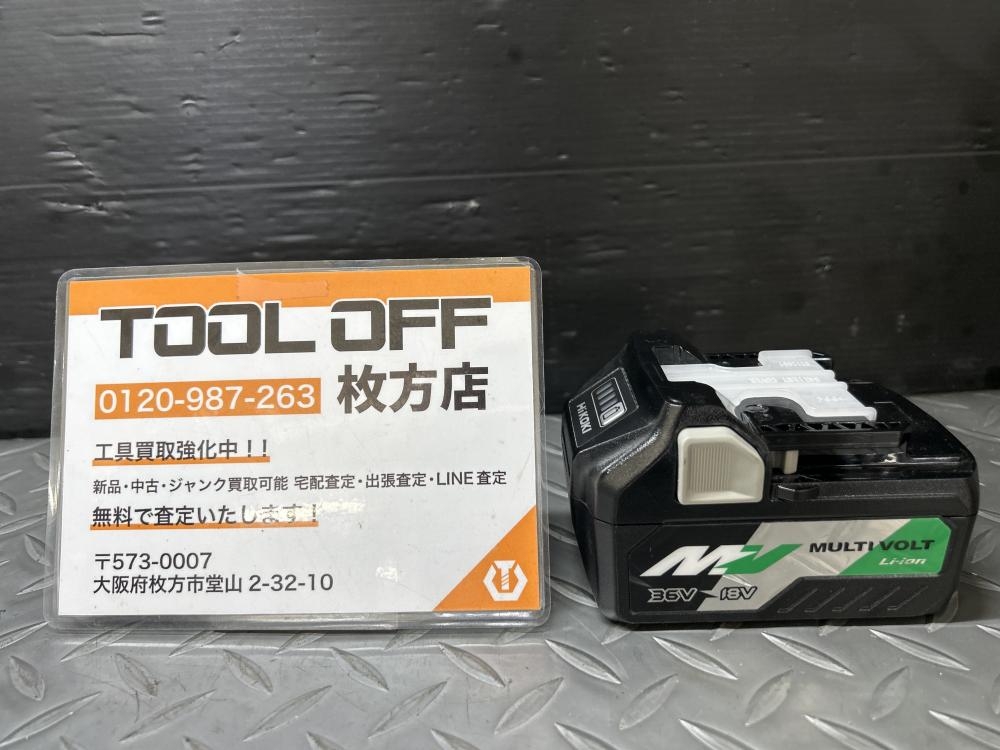 TOOL OFF
0120-987-263 枚方店
工具買取強化中!!
新品・中古・ジャンク買取可能 宅配査定・出張査定・LINE査定
無料で査定いたします!
〒573-0007
大阪府枚方市堂山 2-32-10
HiKOKI
BATTERY COVER
MV MULTI VOLT
Li-ion
36V 18V